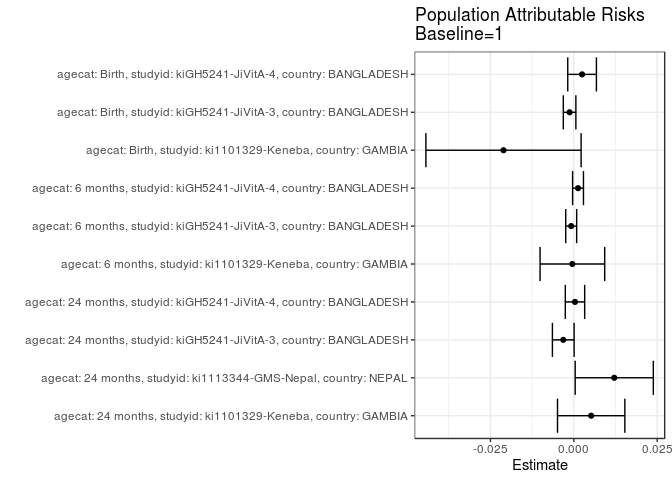 Population Attributable Risks
Baseline=1
agecat: Birth, studyid: kiGH5241-JiVitA-4, country: BANGLADESH
agecat: Birth, studyid: kiGH5241-JiVitA-3, country: BANGLADESH
agecat: Birth, studyid: ki1101329-Keneba, country: GAMBIA
agecat: 6 months, studyid: kiGH5241-JiVitA-4, country: BANGLADESH
agecat: 6 months, studyid: kiGH5241-JiVitA-3, country: BANGLADESH
agecat: 6 months, studyid: ki1101329-Keneba, country: GAMBIA
agecat: 24 months, studyid: kiGH5241-JiVitA-4, country: BANGLADESH
agecat: 24 months, studyid: kiGH5241-JiVitA-3, country: BANGLADESH
agecat: 24 months, studyid: ki1113344-GMS-Nepal, country: NEPAL
agecat: 24 months, studyid: ki1101329-Keneba, country: GAMBIA
-0.025 0.000 0.025
Estimate